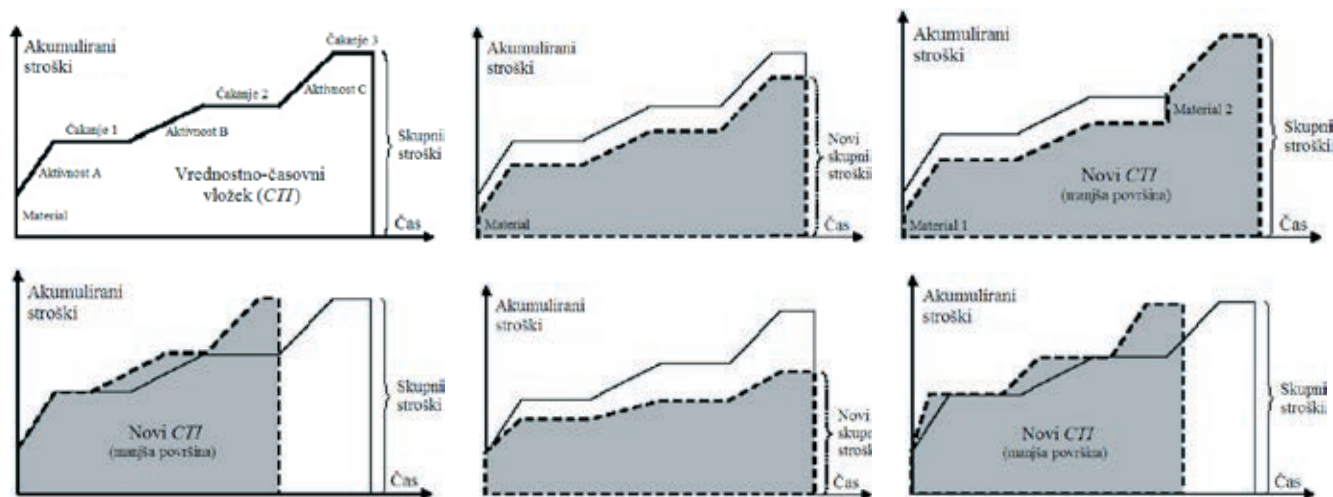 Akumulirani
stroški
Čakanje 1
Čakanje 2
Čakanje 3
Aktivnost A
Aktivnost B
Aktivnost C
Vrednostno-časovni
vložek (CTI)
Material
Čas
Skupni
stroški
Akumulirani
stroški
Material
Čas
Novi
skupni
stroški
Akumulirani
stroški
Material 2
Novi CTI
(manjša površina)
Material 1
Čas
Skupni
stroški
Akumulirani
stroški
Novi CTI
(manjša površina)
Čas
Skupni
stroški
Akumulirani
stroški
Čas
Novi
skupni
stroški
Akumulirani
stroški
Novi CTI
(manjša površina)
Čas
Skupni
stroški